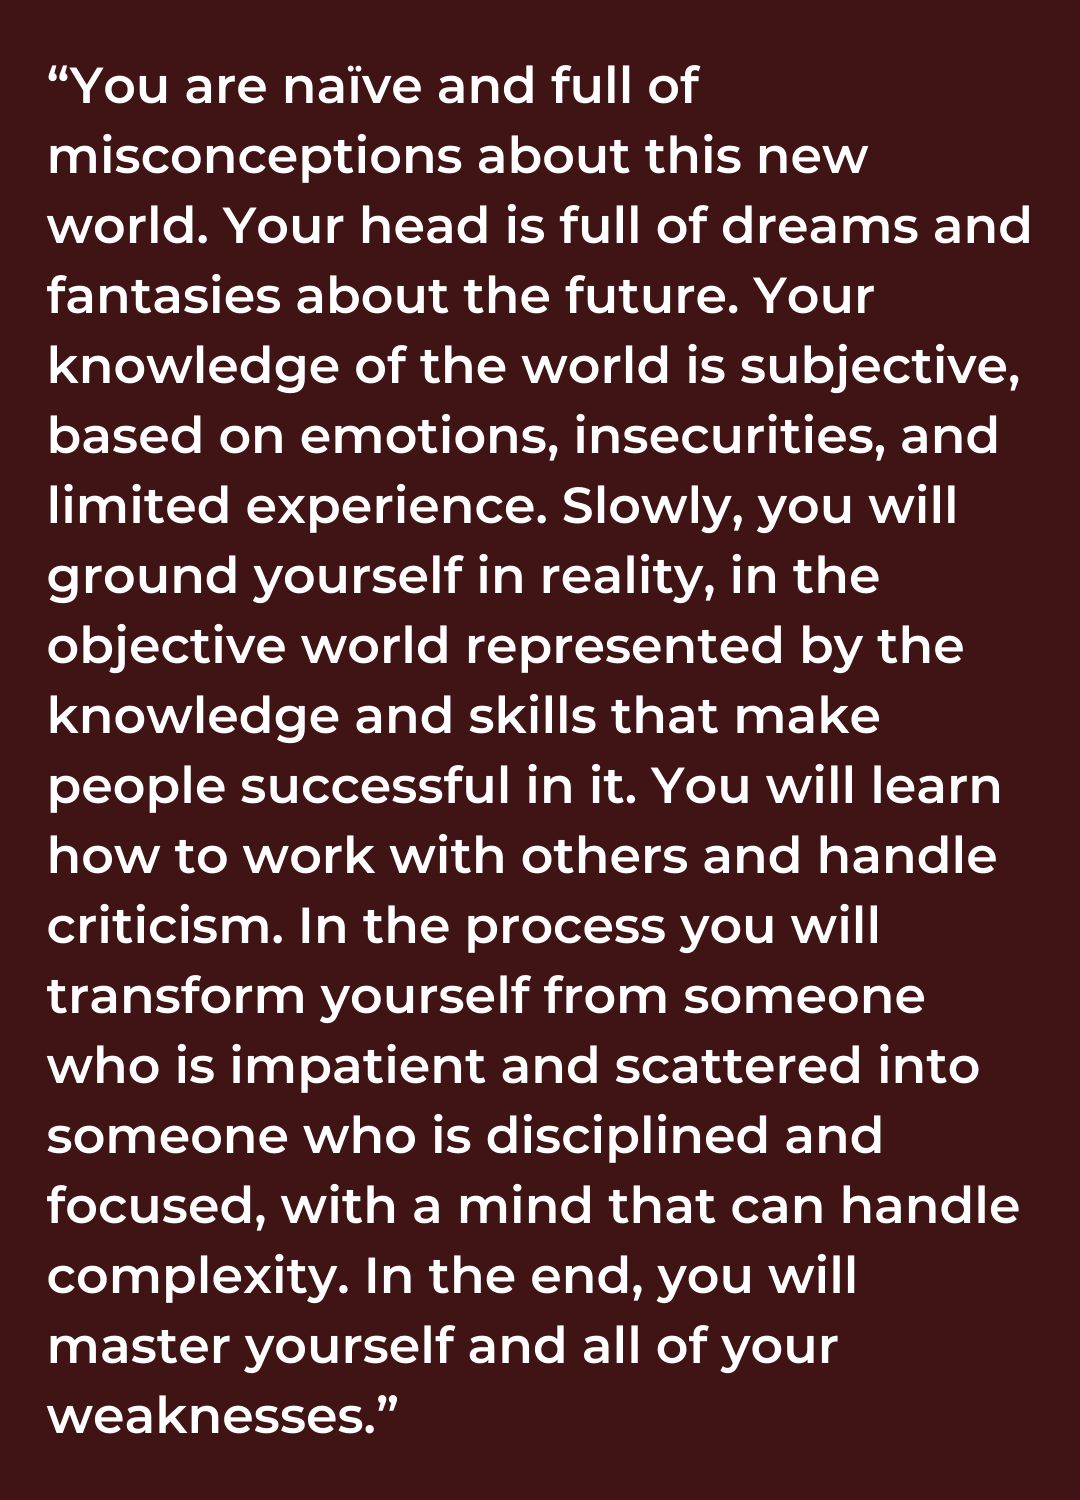 “You are naïve and full of
misconceptions about this new
world. Your head is full of dreams and
fantasies about the future. Your
knowledge of the world is subjective,
based on emotions, insecurities, and
limited experience. Slowly, you will
ground yourself in reality, in the
objective world represented by the
knowledge and skills that make
people successful in it. You will learn
how to work with others and handle
criticism. In the process you will
transform yourself from someone
who is impatient and scattered into
someone who is disciplined and
focused, with a mind that can handle
complexity. In the end, you will
master yourself and all of your
weaknesses.”